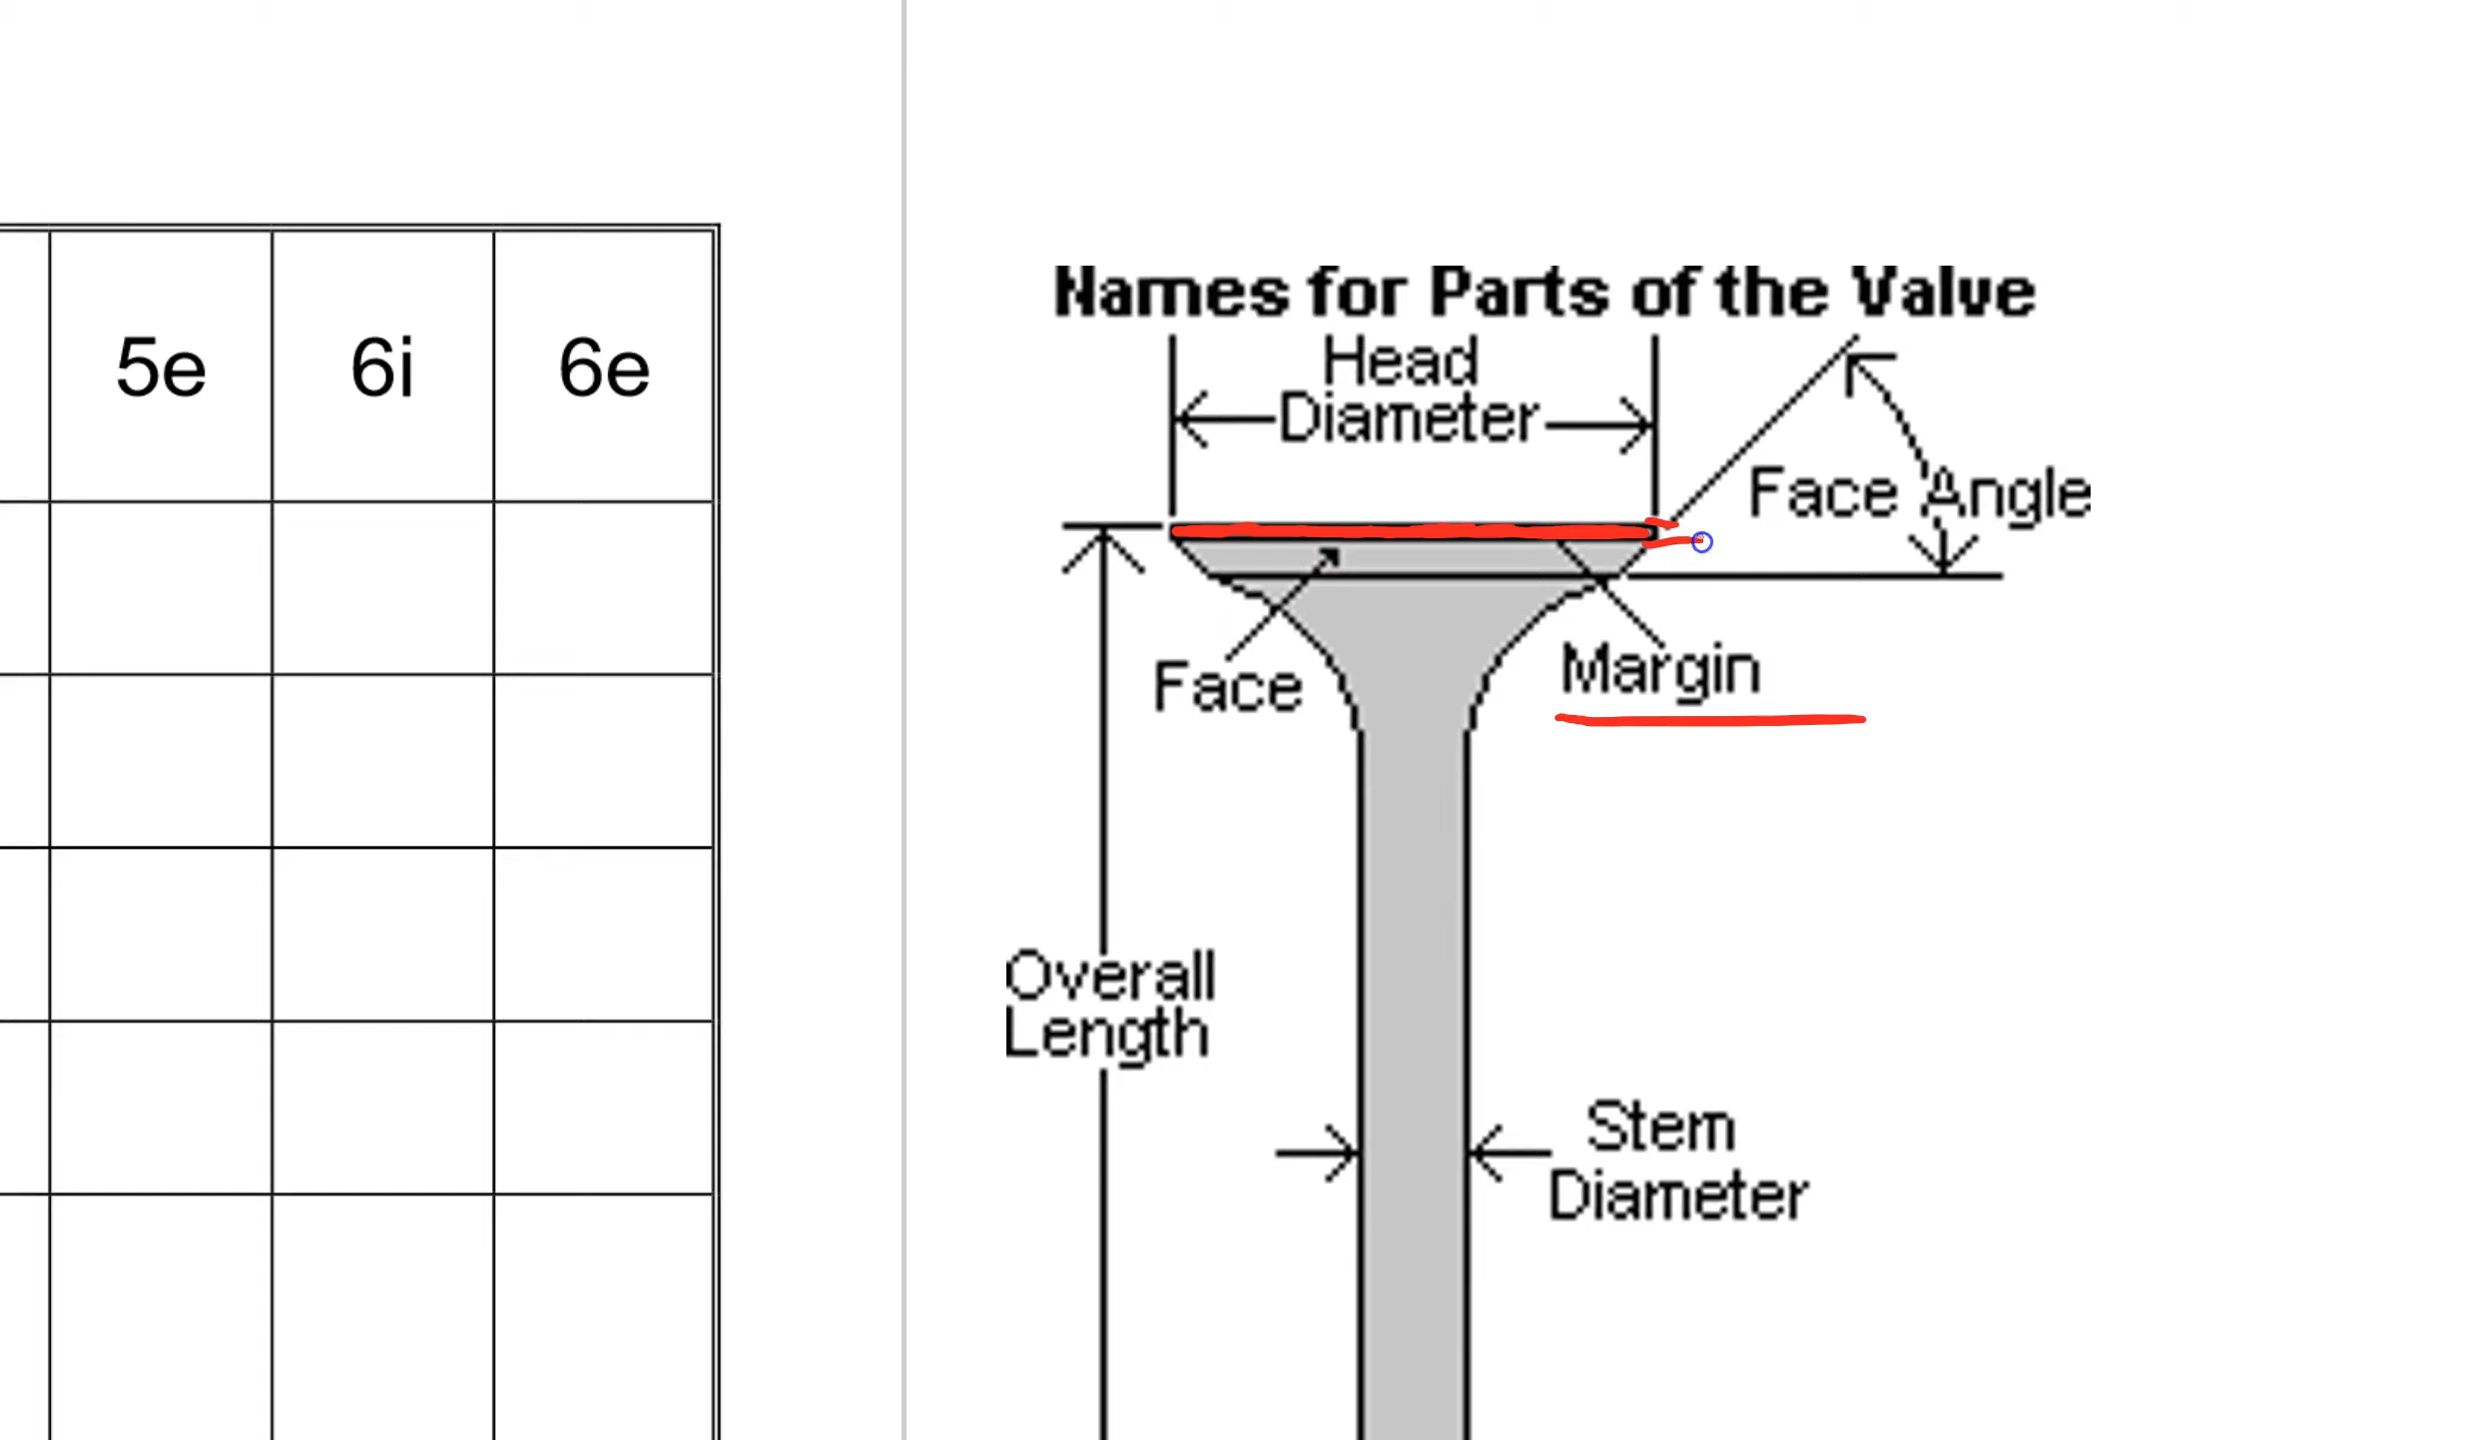 5e 6i 6e
Names for Parts of the Valve
Head
Diameter
Face Angle
Face
Margin
Overall
Length
Stem
Diameter